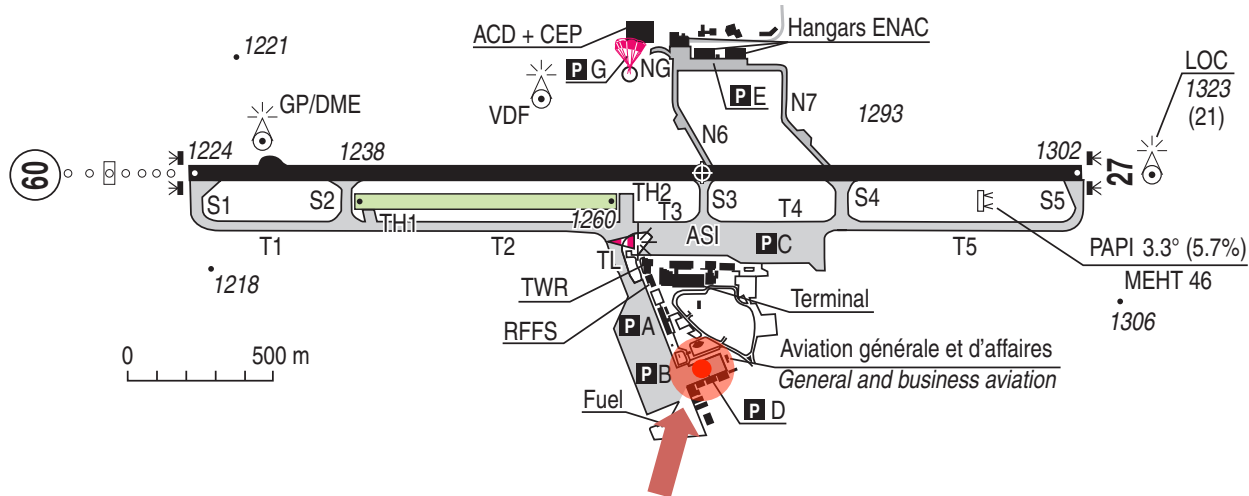 1221
ACD + CEP
Hangars ENAC
P G
NG
LOC
1323
(21)
GP/DME
VDF
P E
N7
1293
N6
1224
1238
1302
09
27
S1
S2
TH2
S3
T4
S4
S5
TH1
1260
T3
T1
T2
ASI
P C
T5
TL
PAPI 3.3° (5.7%)
MEHT 46
1218
TWR
Terminal
1306
RFFS
P A
0 500 m
Aviation générale et d'affaires
General and business aviation
P B
Fuel
P D